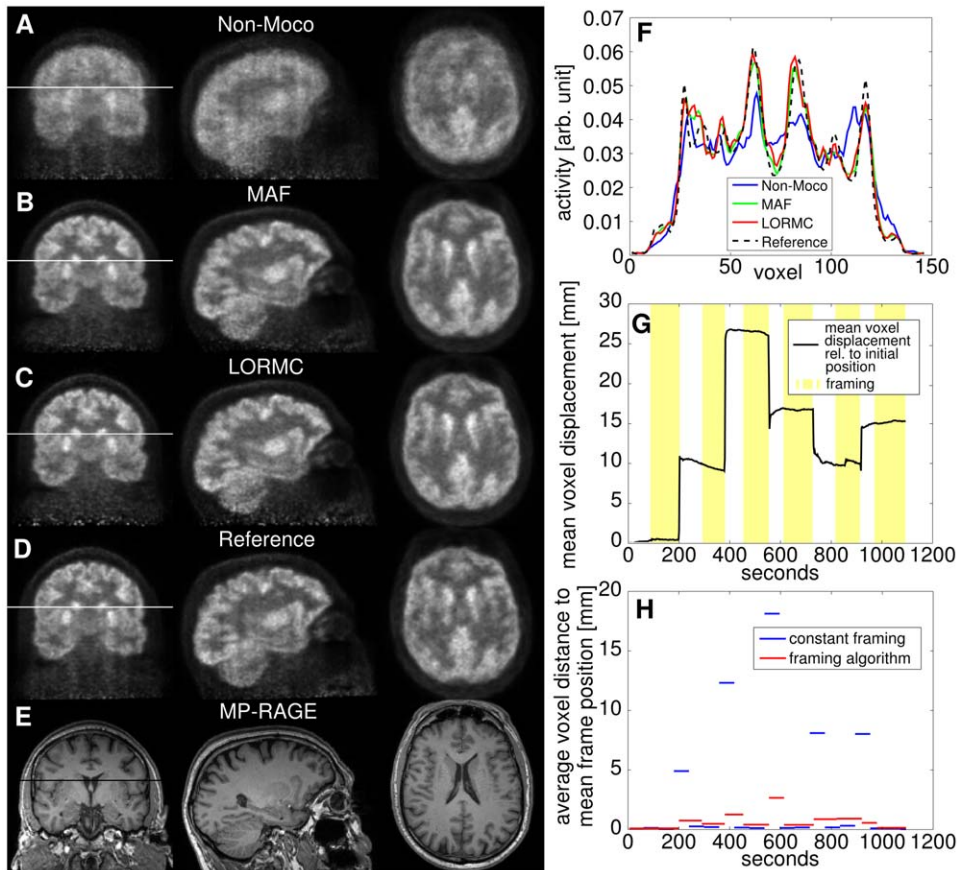 A
Non-Moco
B
MAF
C
LORMC
D
Reference
E
MP-RAGE
F
activity [arb. unit]
0.07
0.06
0.05
0.04
0.03
0.02
0.01
0
Non-Moco
MAF
LORMC
Reference
0
50
100
150
voxel
G
mean voxel displacement [mm]
30
25
20
15
10
5
0
mean voxel
displacement
rel. to initial
position
framing
0
200
400
600
800
1000
1200
seconds
H
average voxel distance to
mean frame position [mm]
20
15
10
5
0
constant framing
framing algorithm
0
200
400
600
800
1000
1200
seconds